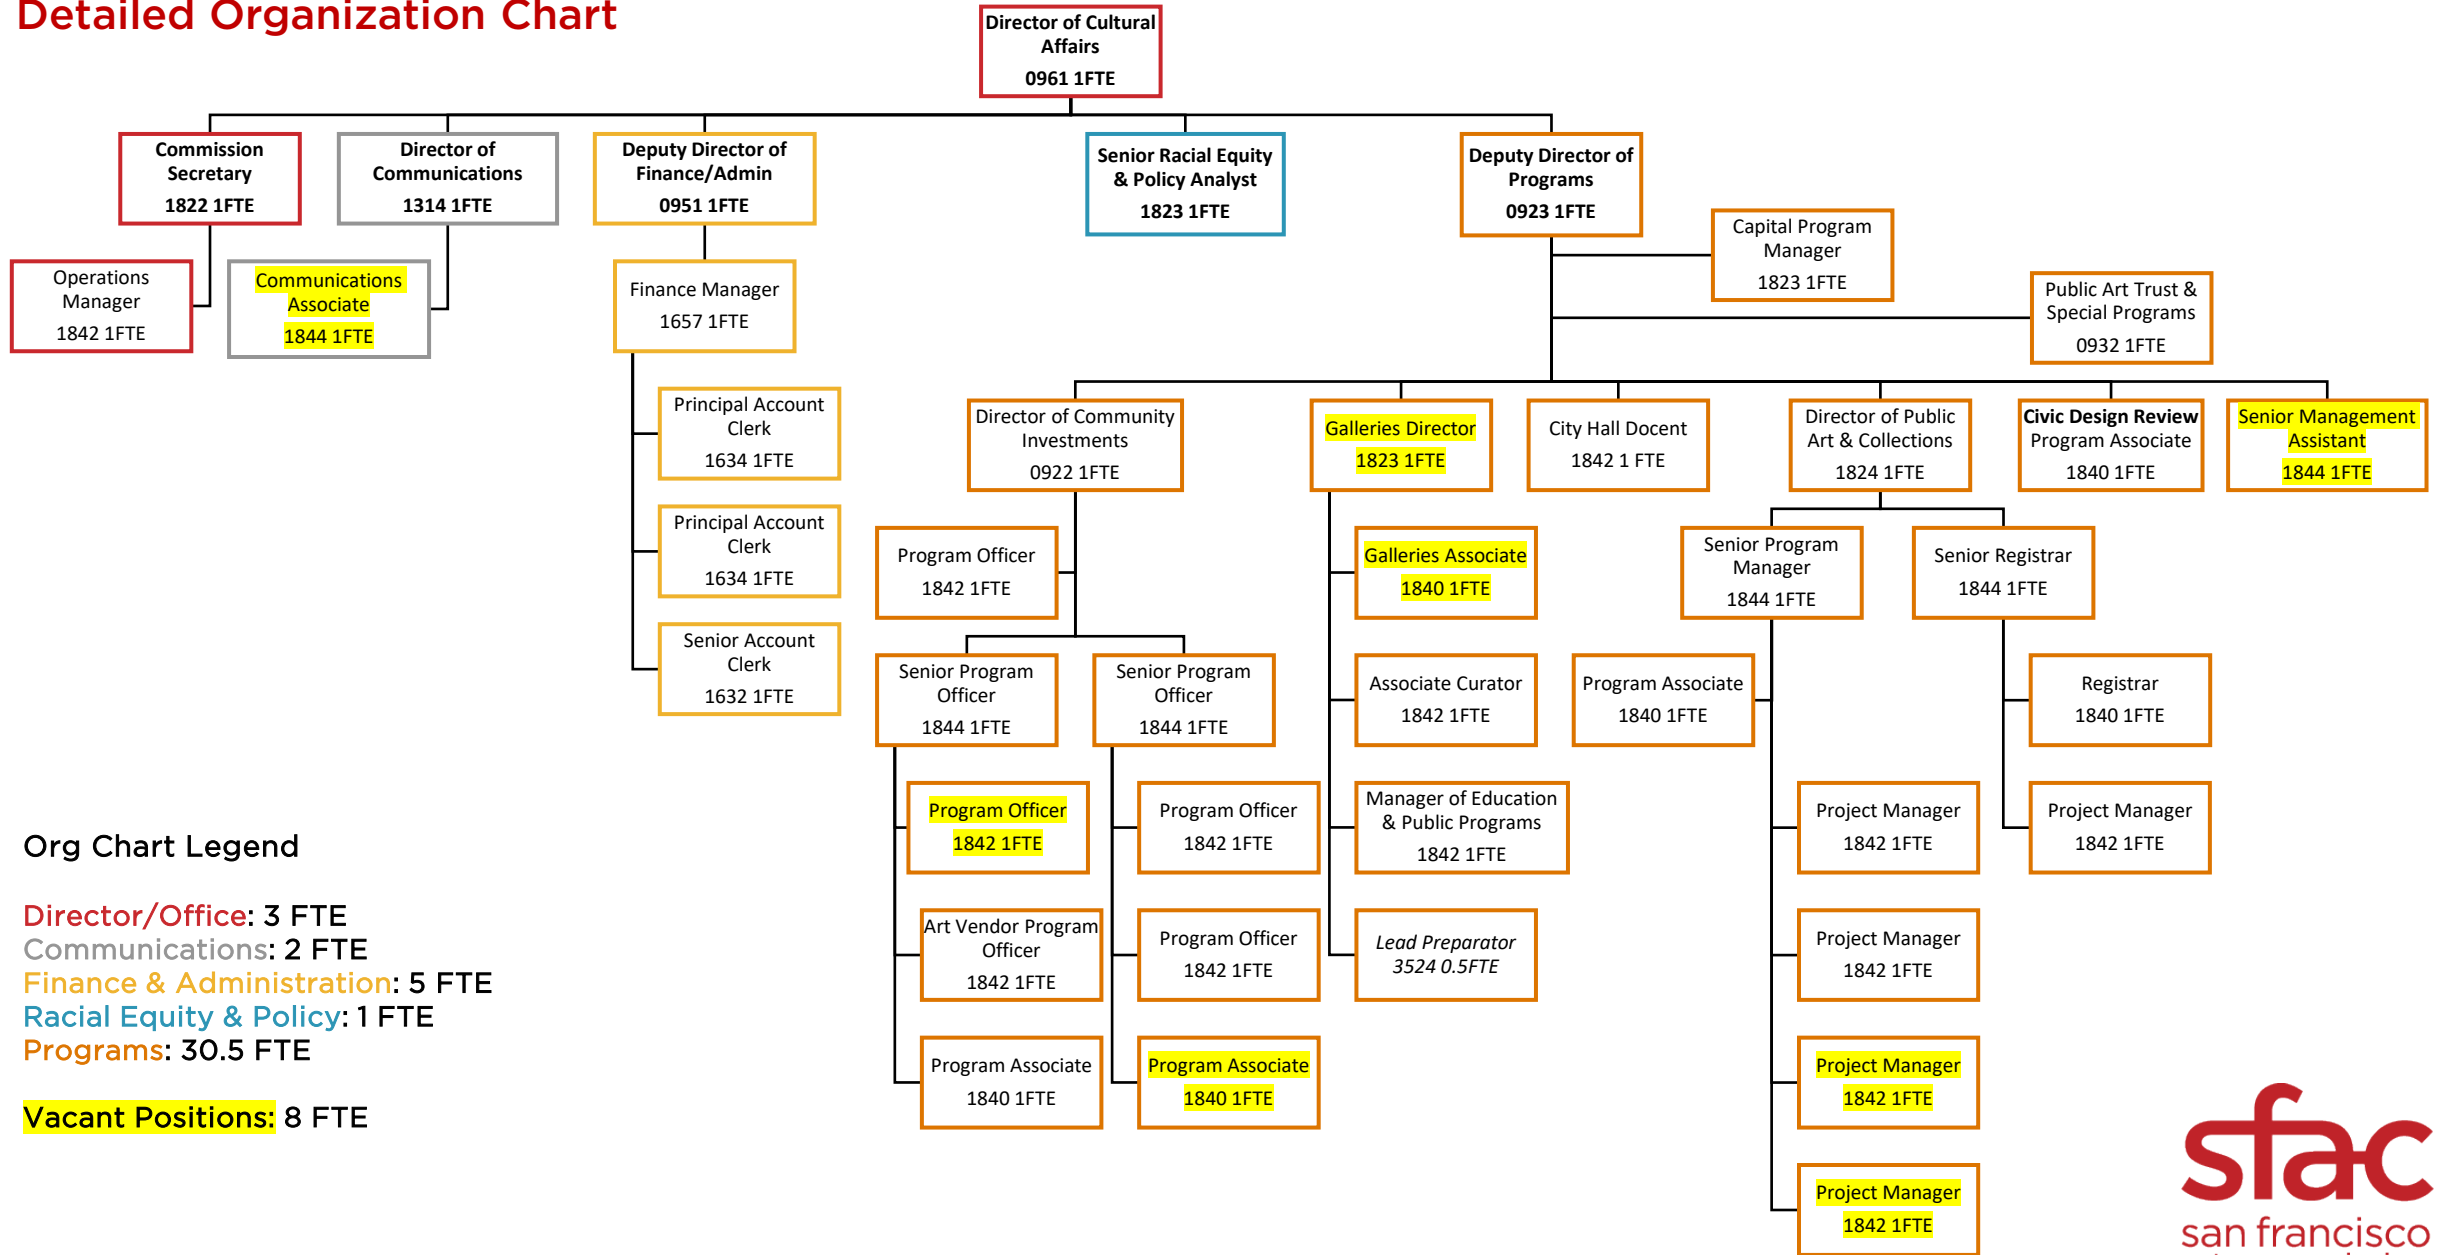 Detailed Organization Chart
Director of Cultural
Affairs
0961 1FTE
Commission
Secretary
1822 1FTE
Director of
Communications
1314 1FTE
Deputy Director of
Finance/Admin
0951 1FTE
Senior Racial Equity
& Policy Analyst
1823 1FTE
Deputy Director of
Programs
0923 1FTE
Capital Program
Manager
1823 1FTE
Public Art Trust &
Special Programs
0932 1FTE
Operations
Manager
1842 1FTE
Communications
Associate
1844 1FTE
Finance Manager
1657 1FTE
Principal Account
Clerk
1634 1FTE
Principal Account
Clerk
1634 1FTE
Senior Account
Clerk
1632 1FTE
Director of Community
Investments
0922 1FTE
Galleries Director
1823 1FTE
City Hall Docent
1842 1 FTE
Director of Public
Art & Collections
1824 1FTE
Civic Design Review
Program Associate
1840 1FTE
Senior Management
Assistant
1844 1FTE
Program Officer
1842 1FTE
Senior Program
Officer
1844 1FTE
Senior Program
Officer
1844 1FTE
Program Officer
1842 1FTE
Art Vendor Program
Officer
1842 1FTE
Program Associate
1840 1FTE
Program Officer
1842 1FTE
Program Officer
1842 1FTE
Program Associate
1840 1FTE
Galleries Associate
1840 1FTE
Associate Curator
1842 1FTE
Manager of Education
& Public Programs
1842 1FTE
Lead Preparator
3524 0.5FTE
Senior Program
Manager
1844 1FTE
Senior Registrar
1844 1FTE
Program Associate
1840 1FTE
Project Manager
1842 1FTE
Project Manager
1842 1FTE
Project Manager
1842 1FTE
Project Manager
1842 1FTE
Registrar
1840 1FTE
Project Manager
1842 1FTE
Org Chart Legend
Director/Office: 3 FTE
Communications: 2 FTE
Finance & Administration: 5 FTE
Racial Equity & Policy: 1 FTE
Programs: 30.5 FTE
Vacant Positions: 8 FTE
sfac
san francisco